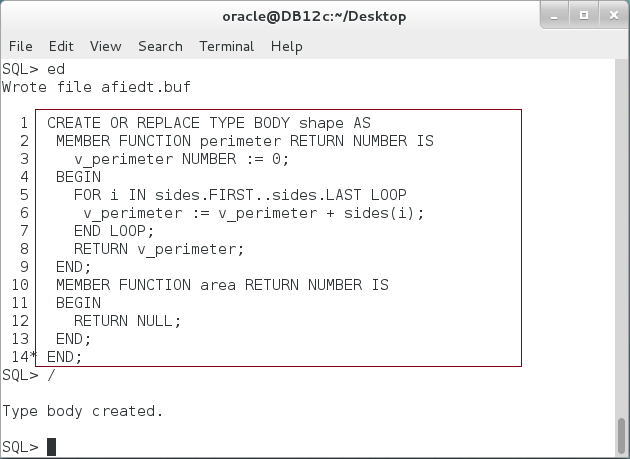 oracle@DB12c:~/Desktop
File Edit View Search Terminal Help
SQL> ed
Wrote file afiedt.buf
1 CREATE OR REPLACE TYPE BODY shape AS
2 MEMBER FUNCTION perimeter RETURN NUMBER IS
3 v_perimeter NUMBER := 0;
4 BEGIN
5 FOR i IN sides.FIRST..sides.LAST LOOP
6 v_perimeter := v_perimeter + sides(i);
7 END LOOP;
8 RETURN v_perimeter;
9 END;
10 MEMBER FUNCTION area RETURN NUMBER IS
11 BEGIN
12 RETURN NULL;
13 END;
14* END;
SQL> /
Type body created.
SQL>